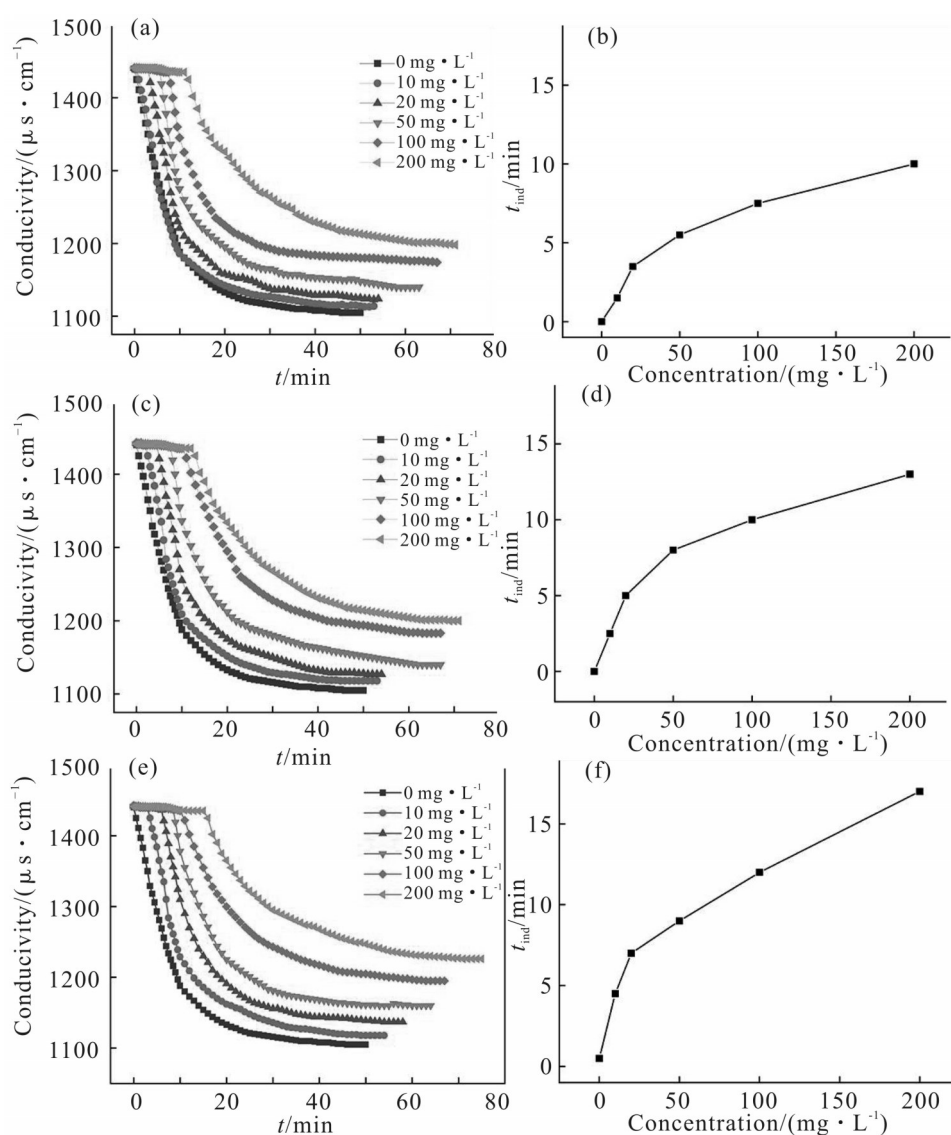 (a)
1500
1400
1300
1200
1100
Conducivity/(μs·cm⁻¹)
0 mg·L⁻¹
10 mg·L⁻¹
20 mg·L⁻¹
50 mg·L⁻¹
100 mg·L⁻¹
200 mg·L⁻¹
0 20 40 60 80
t/min
(b)
15
10
5
0
t_ind/min
0 50 100 150 200
Concentration/(mg·L⁻¹)
(c)
1500
1400
1300
1200
1100
Conducivity/(μs·cm⁻¹)
0 mg·L⁻¹
10 mg·L⁻¹
20 mg·L⁻¹
50 mg·L⁻¹
100 mg·L⁻¹
200 mg·L⁻¹
0 20 40 60 80
t/min
(d)
15
10
5
0
t_ind/min
0 50 100 150 200
Concentration/(mg·L⁻¹)
(e)
1500
1400
1300
1200
1100
Conducivity/(μs·cm⁻¹)
0 mg·L⁻¹
10 mg·L⁻¹
20 mg·L⁻¹
50 mg·L⁻¹
100 mg·L⁻¹
200 mg·L⁻¹
0 20 40 60 80
t/min
(f)
15
10
5
0
t_ind/min
0 50 100 150 200
Concentration/(mg·L⁻¹)